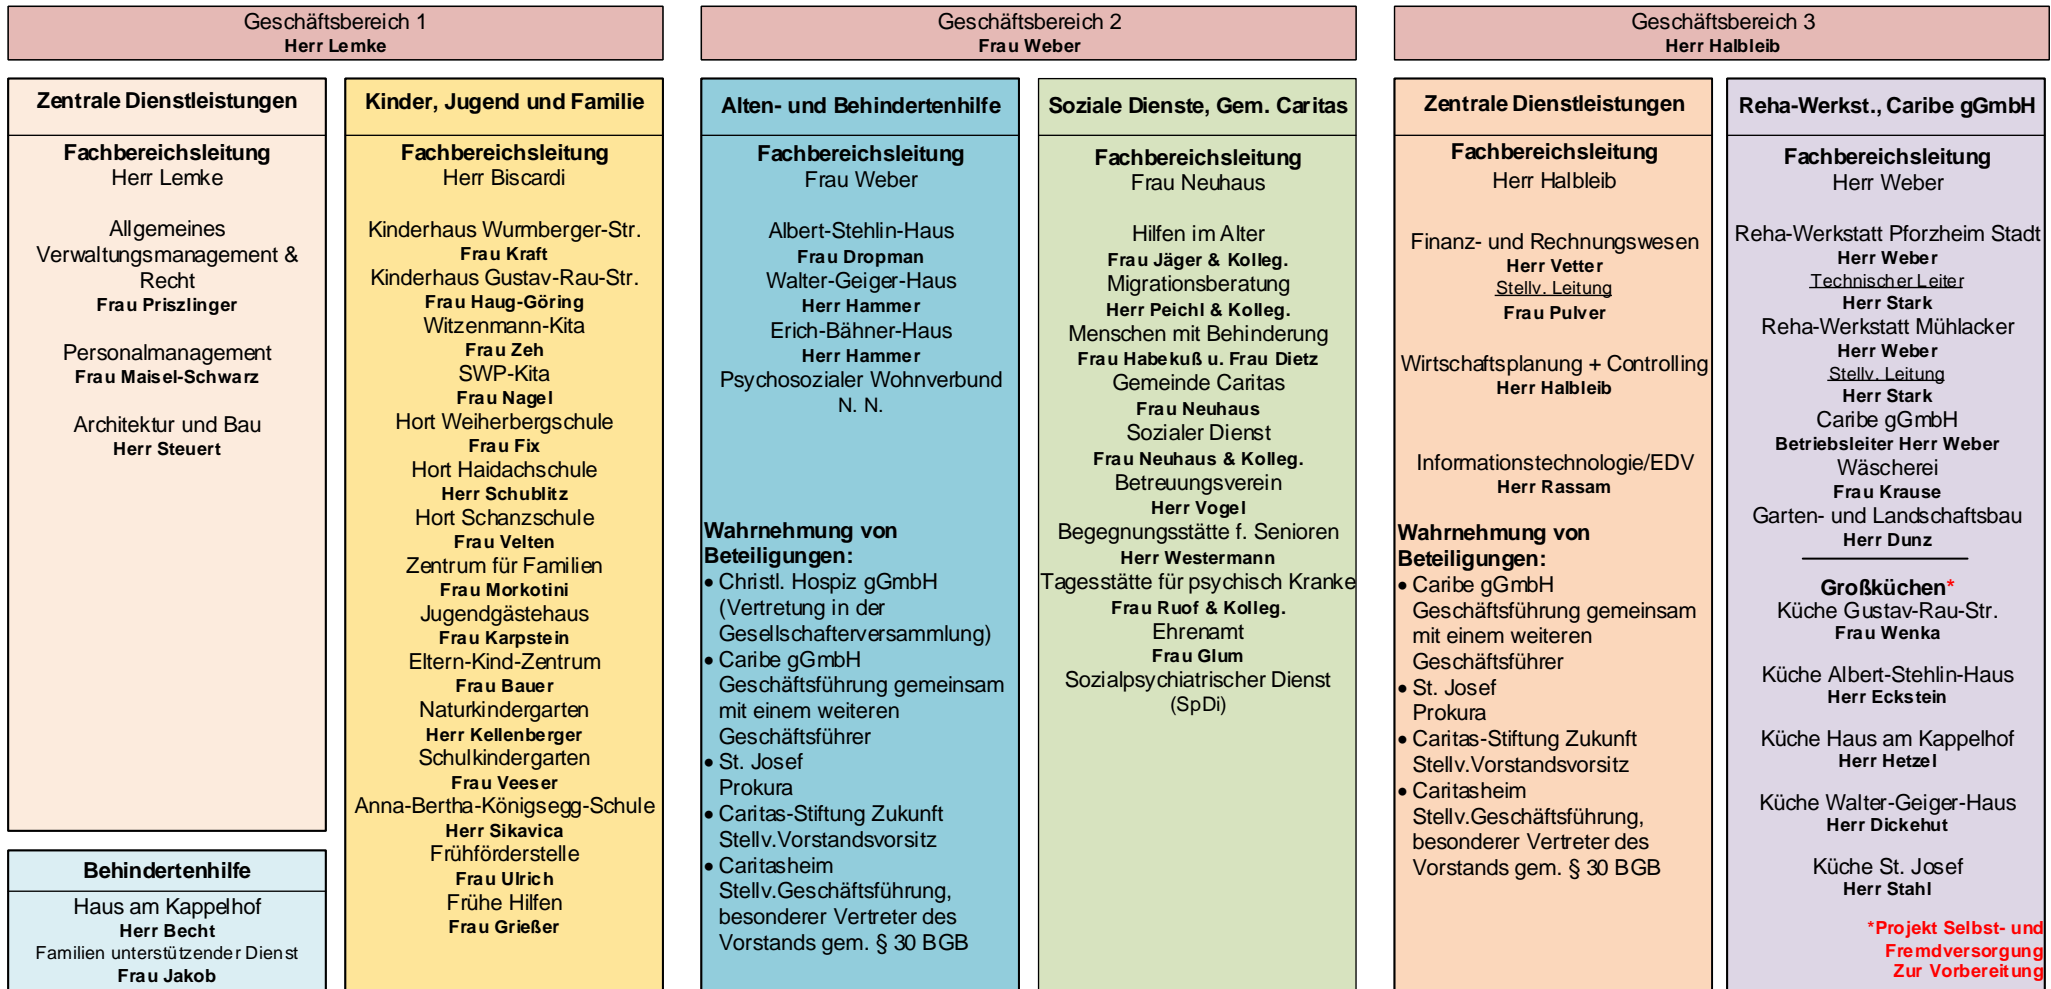 Geschäftsbereich 1
Herr Lemke
Zentrale Dienstleistungen
Fachbereichsleitung
Herr Lemke
Allgemeines
Verwaltungsmanagement &
Recht
Frau Priszlinger
Personalmanagement
Frau Maisel-Schwarz
Architektur und Bau
Herr Steuert
Behindertenhilfe
Haus am Kappelhof
Herr Becht
Familien unterstützender Dienst
Frau Jakob
Kinder, Jugend und Familie
Fachbereichsleitung
Herr Biscardi
Kinderhaus Wurmberger-Str.
Frau Kraft
Kinderhaus Gustav-Rau-Str.
Frau Haug-Göring
Witzenmann-Kita
Frau Zeh
SWP-Kita
Frau Nagel
Hort Weiherbergschule
Frau Fix
Hort Haidachschule
Herr Schublitz
Hort Schanzschule
Frau Velten
Zentrum für Familien
Frau Morkotini
Jugendgästehaus
Frau Karpstein
Eltern-Kind-Zentrum
Frau Bauer
Naturkindergarten
Herr Kellenberger
Schulkindergarten
Frau Veeser
Anna-Bertha-Königsegg-Schule
Herr Sikavica
Frühförderstelle
Frau Ulrich
Frühe Hilfen
Frau Grießer
Geschäftsbereich 2
Frau Weber
Alten- und Behindertenhilfe
Fachbereichsleitung
Frau Weber
Albert-Stehlin-Haus
Frau Dropman
Walter-Geiger-Haus
Herr Hammer
Erich-Bähner-Haus
Herr Hammer
Psychosozialer Wohnverbund
N. N.
Wahrnehmung von
Beteiligungen:
• Christl. Hospiz gGmbH
(Vertretung in der
Gesellschafterversammlung)
• Caribe gGmbH
Geschäftsführung gemeinsam
mit einem weiteren
Geschäftsführer
• St. Josef
Prokura
• Caritas-Stiftung Zukunft
Stellv.Vorstandsvorsitz
• Caritasheim
Stellv.Geschäftsführung,
besonderer Vertreter des
Vorstands gem. § 30 BGB
Soziale Dienste, Gem. Caritas
Fachbereichsleitung
Frau Neuhaus
Hilfen im Alter
Frau Jäger & Kolleg.
Migrationsberatung
Herr Peichl & Kolleg.
Menschen mit Behinderung
Frau Habekuß u. Frau Dietz
Gemeinde Caritas
Frau Neuhaus
Sozialer Dienst
Frau Neuhaus & Kolleg.
Betreuungsverein
Herr Vogel
Begegnungsstätte f. Senioren
Herr Westermann
Tagesstätte für psychisch Kranke
Frau Ruof & Kolleg.
Ehrenamt
Frau Glum
Sozialpsychiatrischer Dienst
(SpDi)
Geschäftsbereich 3
Herr Halbleib
Zentrale Dienstleistungen
Fachbereichsleitung
Herr Halbleib
Finanz- und Rechnungswesen
Herr Vetter
Stellv. Leitung
Frau Pulver
Wirtschaftsplanung + Controlling
Herr Halbleib
Informationstechnologie/EDV
Herr Rassam
Wahrnehmung von
Beteiligungen:
• Caribe gGmbH
Geschäftsführung gemeinsam
mit einem weiteren
Geschäftsführer
• St. Josef
Prokura
• Caritas-Stiftung Zukunft
Stellv.Vorstandsvorsitz
• Caritasheim
Stellv.Geschäftsführung,
besonderer Vertreter des
Vorstands gem. § 30 BGB
Reha-Werkst., Caribe gGmbH
Fachbereichsleitung
Herr Weber
Reha-Werkstatt Pforzheim Stadt
Herr Weber
Technischer Leiter
Herr Stark
Reha-Werkstatt Mühlacker
Herr Weber
Stellv. Leitung
Herr Stark
Caribe gGmbH
Betriebsleiter Herr Weber
Wäscherei
Frau Krause
Garten- und Landschaftsbau
Herr Dunz
Großküchen*
Küche Gustav-Rau-Str.
Frau Wenka
Küche Albert-Stehlin-Haus
Herr Eckstein
Küche Haus am Kappelhof
Herr Hetzel
Küche Walter-Geiger-Haus
Herr Dickehut
Küche St. Josef
Herr Stahl
*Projekt Selbst- und
Fremdversorgung
Zur Vorbereitung